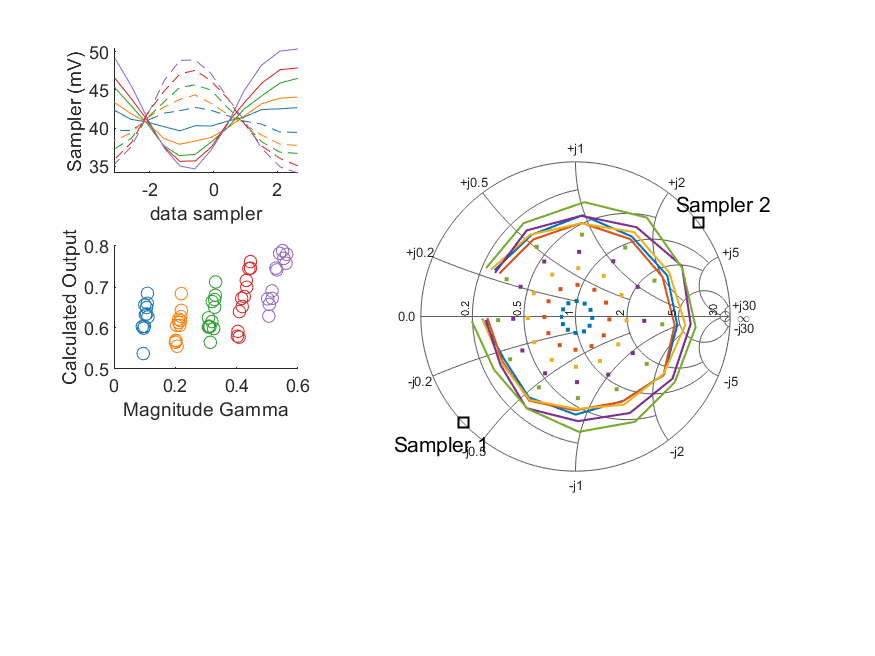 50
45
40
35
Sampler (mV)
-2
0
2
data sampler
0.8
0.7
0.6
0.5
Calculated Output
0
0.2
0.4
0.6
Magnitude Gamma
+j1
+j0.5
+j2
Sampler 2
+j0.2
+j5
0.0
0.2
0.5
1
2
5
30
+j30
∞
-j30
-j0.2
-j5
Sampler 1
-j0.5
-j2
-j1